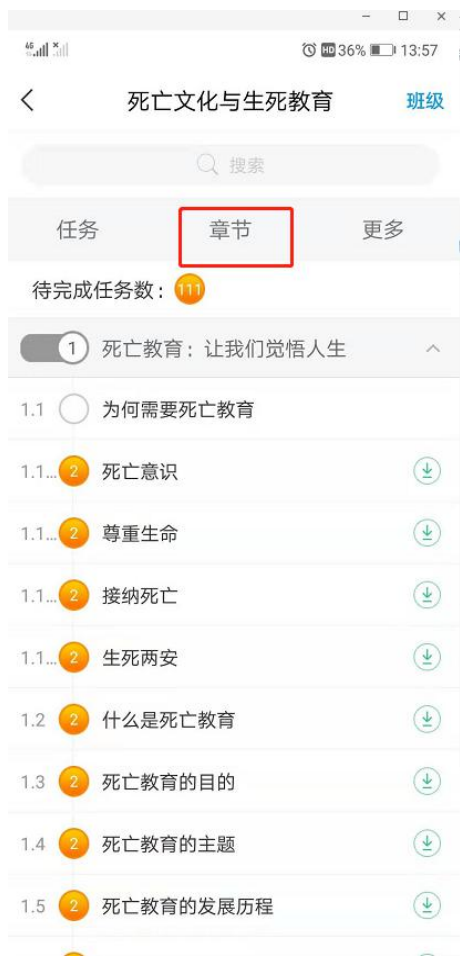 46 HD 36% 13:57
死亡文化与生死教育 班级
搜索
任务 章节 更多
待完成任务数: 111
1 死亡教育: 让我们觉悟人生
1.1 为何需要死亡教育
1.1... 2 死亡意识
1.1... 2 尊重生命
1.1... 2 接纳死亡
1.1... 2 生死两安
1.2 2 什么是死亡教育
1.3 2 死亡教育的目的
1.4 2 死亡教育的主题
1.5 2 死亡教育的发展历程